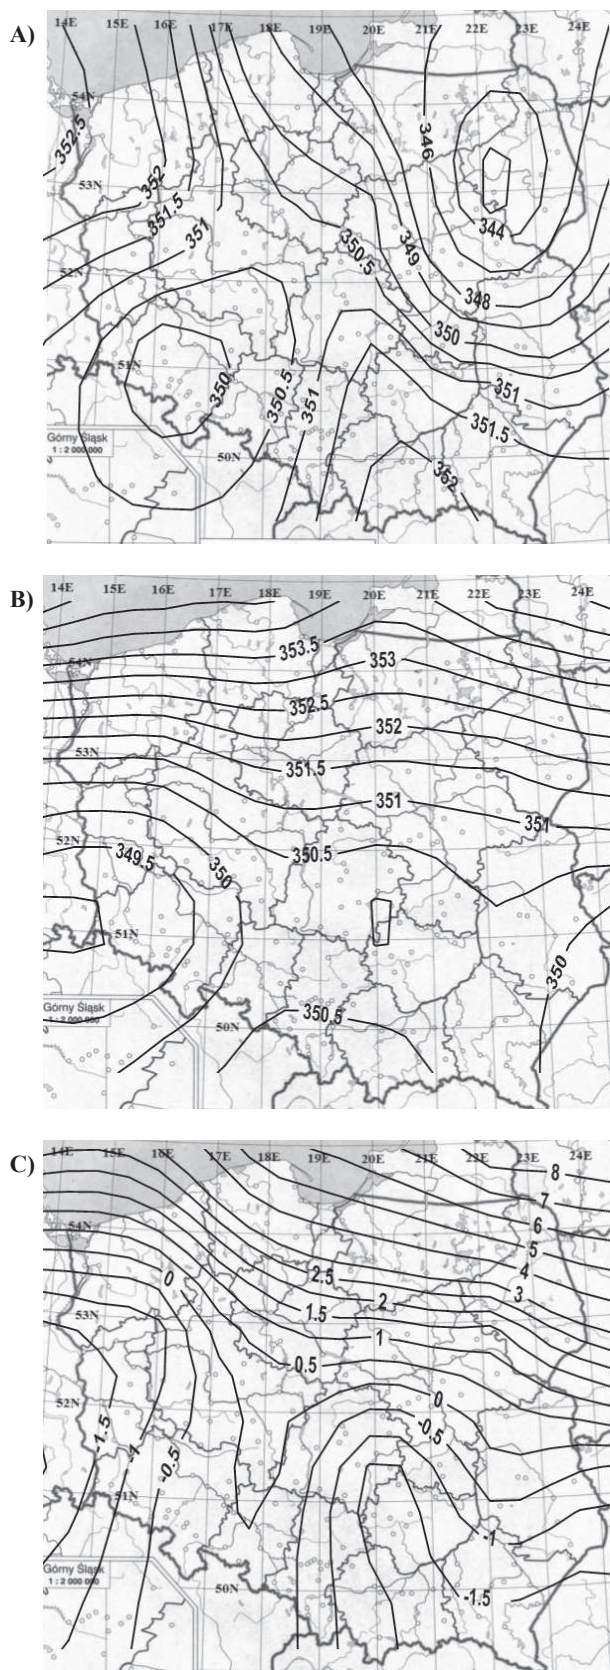 A)
14E 15E 16E 17E 18E 19E 20E 21E 22E 23E 24E
54N
352.5
346
352
53N
351.5
344
351
350.5
349
52N
348
350
51N
350
350.5
351
351
351.5
Górny Śląsk
1 : 2 000 000
50N
352
B)
14E 15E 16E 17E 18E 19E 20E 21E 22E 23E 24E
353.5
54N
353
352.5
352
53N
351.5
351
351
52N
349.5
350
350.5
51N
350
Górny Śląsk
1 : 2 000 000
350.5
50N
C)
14E 15E 16E 17E 18E 19E 20E 21E 22E 23E 24E
8
7
54N
6
5
0
2.5
4
2
3
53N
1.5
1
0.5
52N
0
-1.5
-0.5
-1
-0.5
51N
-1
Górny Śląsk
1 : 2 000 000
50N
-1.5